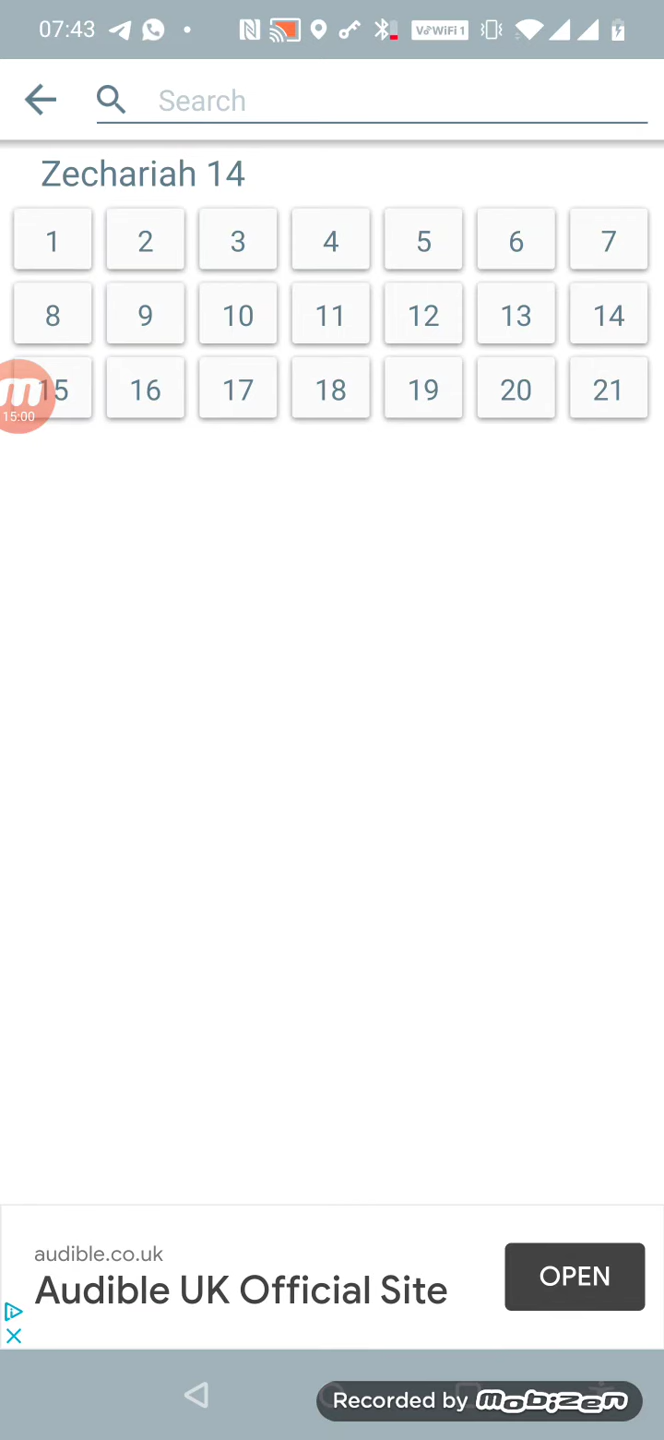 07:43 VoWiFi 1
Search
Zechariah 14
1 2 3 4 5 6 7
8 9 10 11 12 13 14
15 16 17 18 19 20 21
15:00
audible.co.uk
Audible UK Official Site
OPEN
Recorded by mobizen